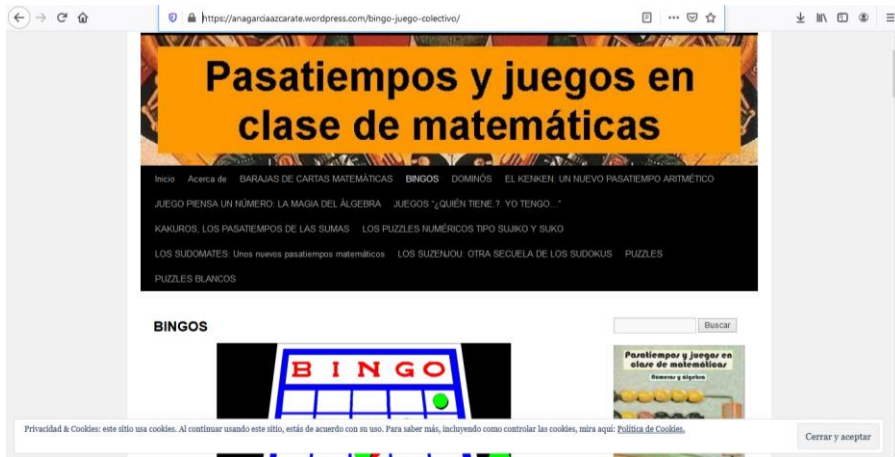 https://anagarciaazcarate.wordpress.com/bingo-juego-colectivo/
Pasatiempos y juegos en
clase de matemáticas
Inicio Acerca de BARAJAS DE CARTAS MATEMÁTICAS BINGOS DOMINÓS EL KENKEN: UN NUEVO PASATIEMPO ARITMÉTICO
JUEGO PIENSA UN NÚMERO: LA MAGIA DEL ÁLGEBRA JUEGOS "¿QUIÉN TIENE.?. YO TENGO..."
KAKUROS, LOS PASATIEMPOS DE LAS SUMAS LOS PUZZLES NUMÉRICOS TIPO SUJIKO Y SUKO
LOS SUDOMATES: Unos nuevos pasatiempos matemáticos LOS SUZENJOU: OTRA SECUELA DE LOS SUDOKUS PUZZLES
PUZZLES BLANCOS
BINGOS
Buscar
BINGO
Pasatiempos y juegos en
clase de matemáticas
Números y álgebra
Privacidad & Cookies: este sitio usa cookies. Al continuar usando este sitio, estás de acuerdo con su uso. Para saber más, incluyendo como controlar las cookies, mira aquí: Política de Cookies.
Cerrar y aceptar